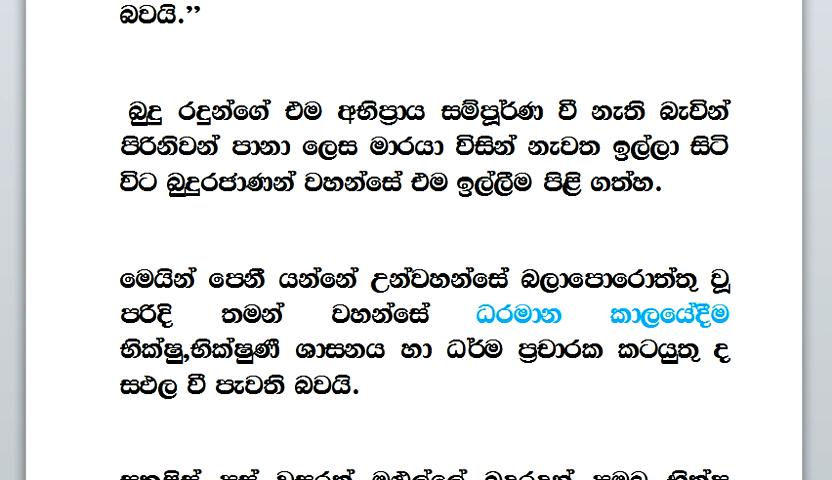 බවයි.’’
බුදු රදුන්ගේ එම අභිප්‍රාය සම්පූර්ණ වී නැති බැවින්
පිරිනිවන් පානා ලෙස මාරයා විසින් නැවත ඉල්ලා සිටි
විට බුදුරජාණන් වහන්සේ එම ඉල්ලීම පිළි ගත්හ.
මෙයින් පෙනී යන්නේ උන්වහන්සේ බලාපොරොත්තු වූ
පරිදි තමන් වහන්සේ ධරමාන කාලයේදීම
භික්ෂු,භික්ෂුණී ශාසනය හා ධර්ම ප්‍රචාරක කටයුතු ද
සඵල වී පැවති බවයි.